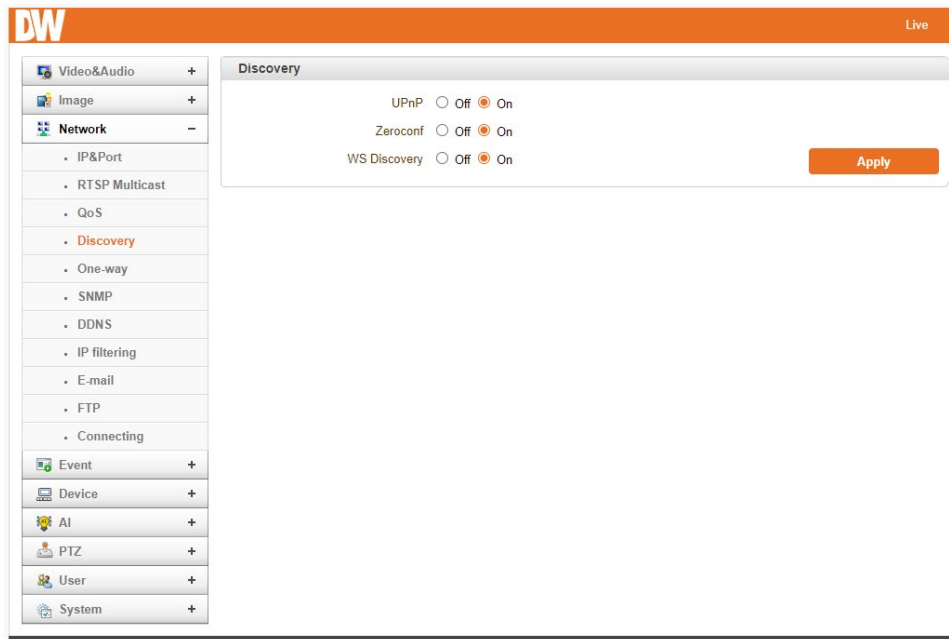 DW
Live
Video&Audio +
Image +
Network –
IP&Port
RTSP Multicast
QoS
Discovery
One-way
SNMP
DDNS
IP filtering
E-mail
FTP
Connecting
Event +
Device +
AI +
PTZ +
User +
System +
Discovery
UPnP Off On
Zeroconf Off On
WS Discovery Off On
Apply